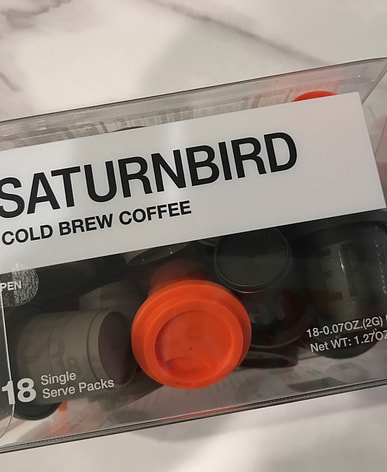 SATURNBIRD
COLD BREW COFFEE
PEN
18 Single
Serve Packs
18-0.07OZ.(2G)
Net WT: 1.27OZ